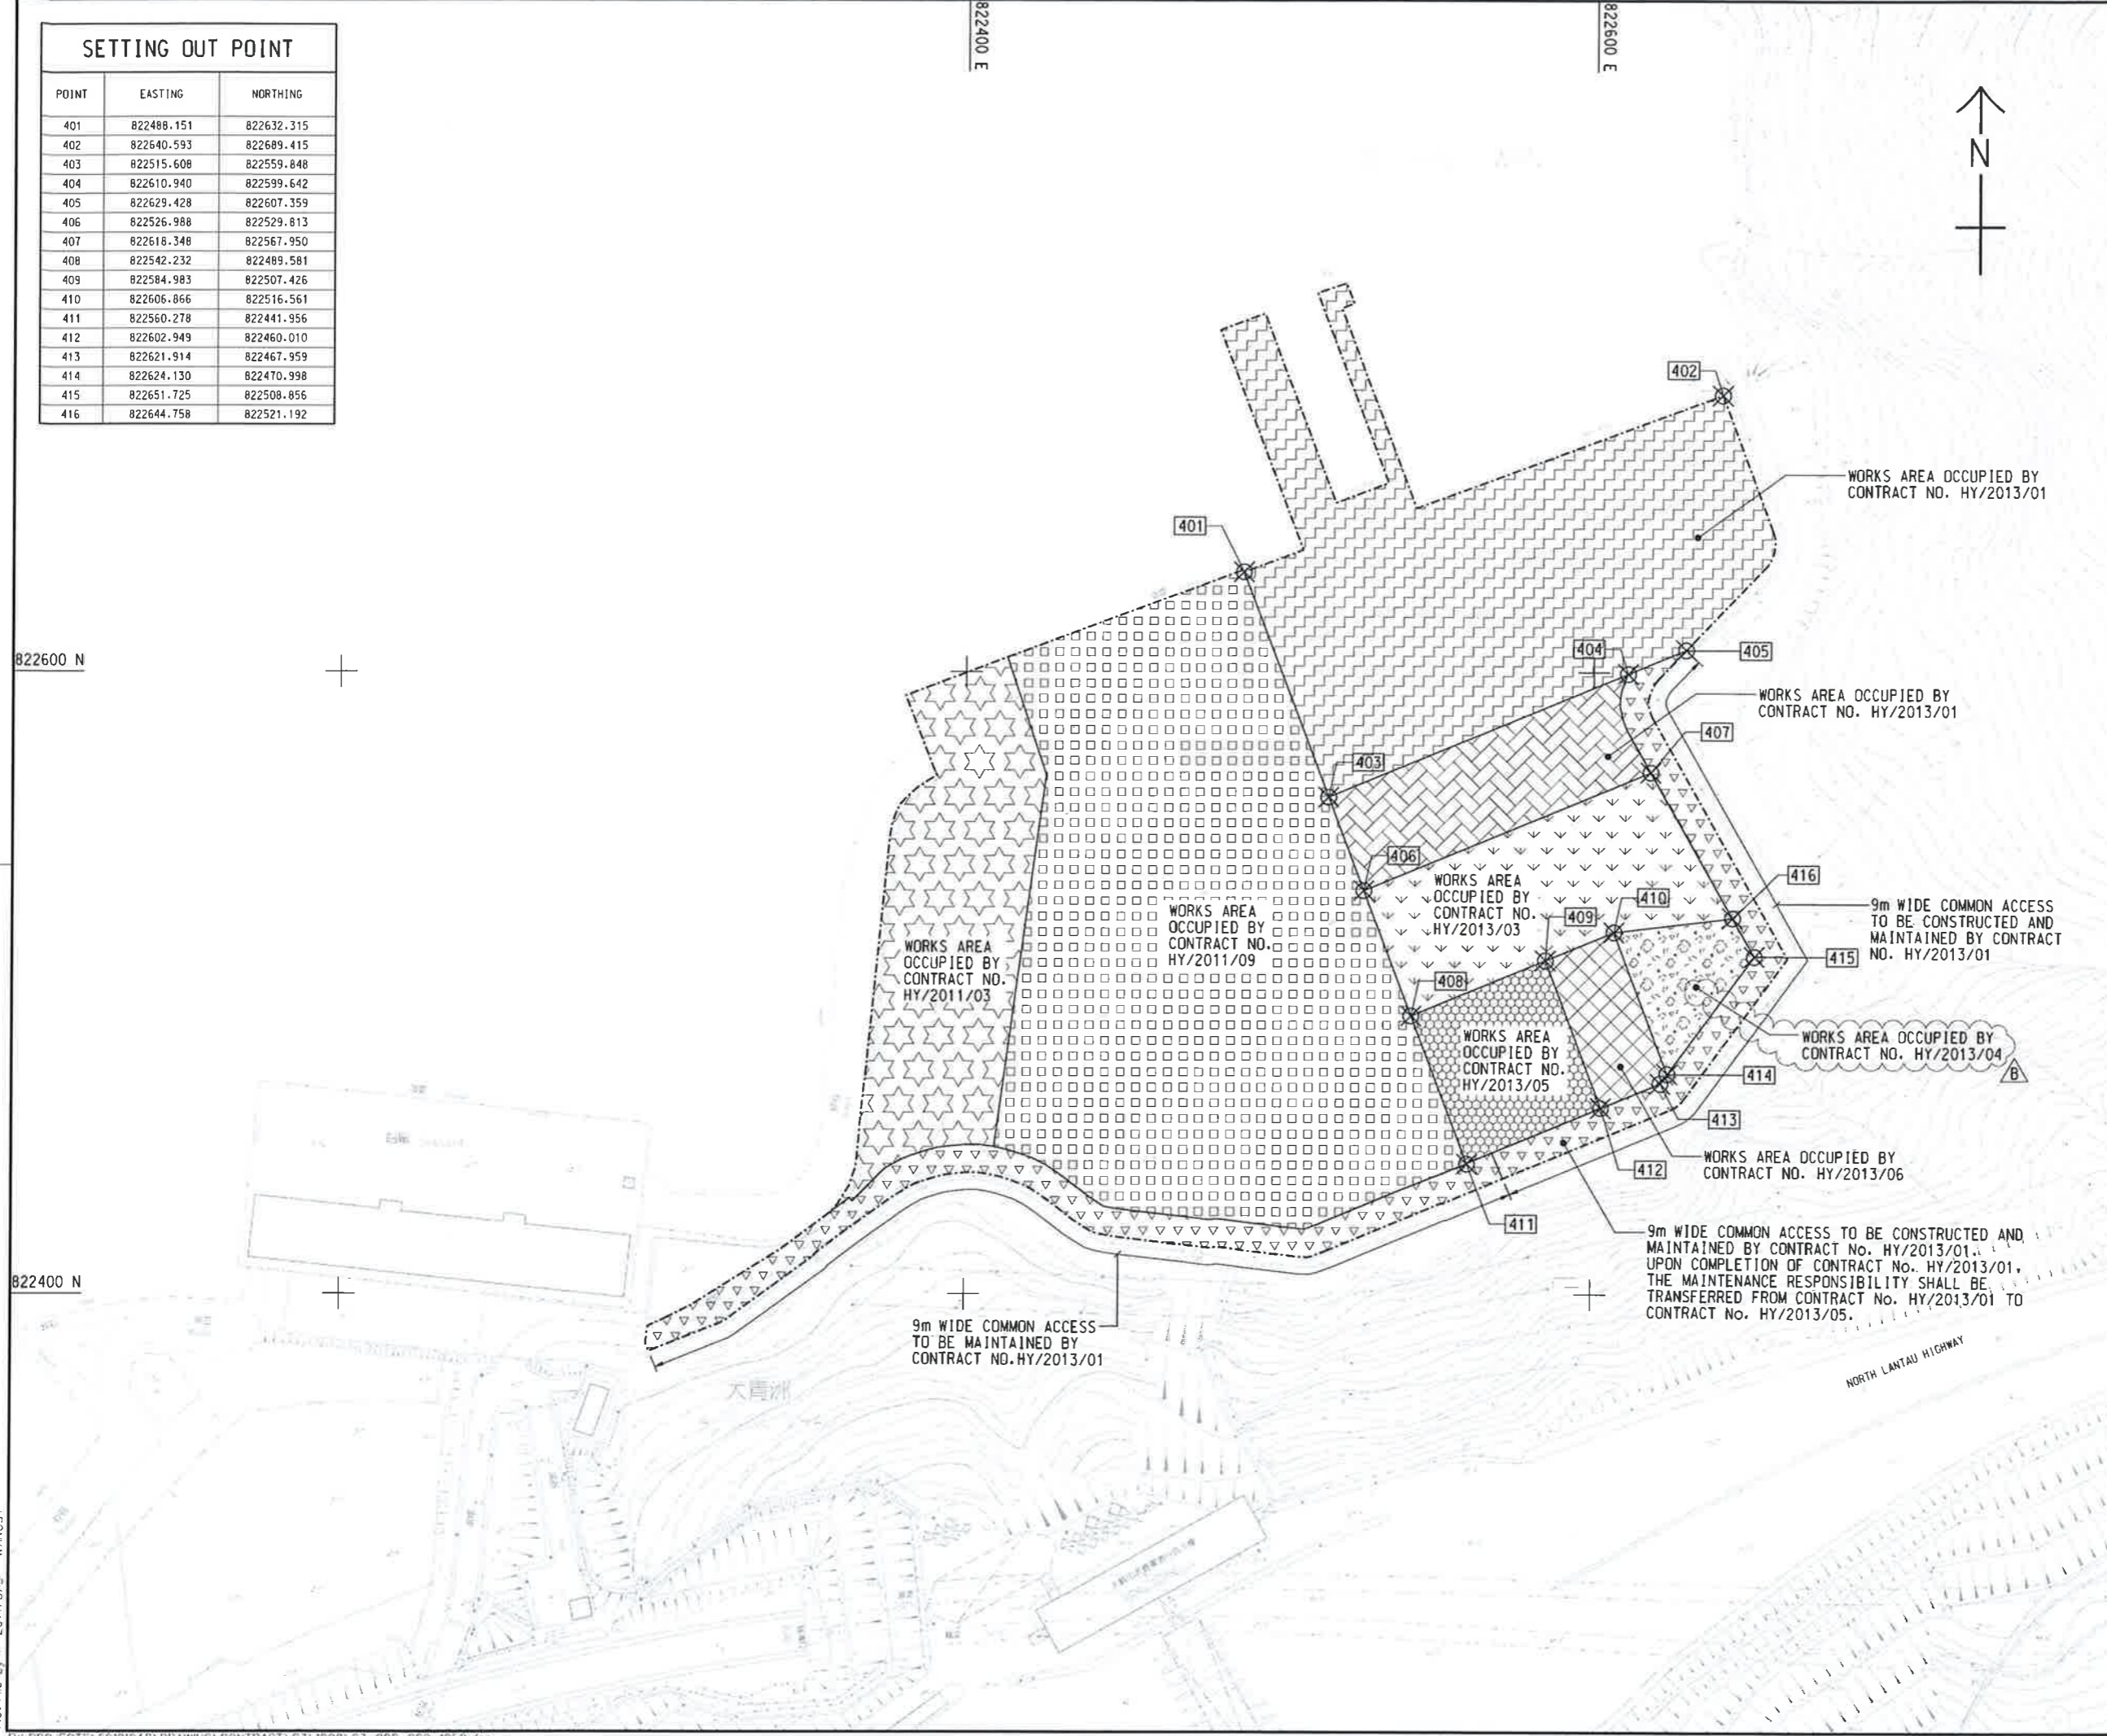 822400 E
822600 E
SETTING OUT POINT
POINT EASTING NORTHING
401 822488.151 822632.315
402 822640.593 822689.415
403 822515.608 822559.848
404 822610.940 822599.642
405 822629.428 822607.359
406 822526.988 822529.813
407 822618.348 822567.950
408 822542.232 822489.581
409 822584.983 822507.426
410 822606.866 822516.561
411 822560.278 822441.956
412 822602.949 822460.010
413 822621.914 822467.959
414 822624.130 822470.998
415 822651.725 822508.856
416 822644.758 822521.192
N
402
WORKS AREA OCCUPIED BY
CONTRACT NO. HY/2013/01
401
822600 N
404
405
WORKS AREA OCCUPIED BY
CONTRACT NO. HY/2013/01
407
403
406
416
WORKS AREA
OCCUPIED BY
CONTRACT NO.
HY/2013/03
410
409
9m WIDE COMMON ACCESS
TO BE CONSTRUCTED AND
MAINTAINED BY CONTRACT
NO. HY/2013/01
415
WORKS AREA
OCCUPIED BY
CONTRACT NO.
HY/2011/09
WORKS AREA
OCCUPIED BY
CONTRACT NO.
HY/2011/03
408
WORKS AREA
OCCUPIED BY
CONTRACT NO.
HY/2013/05
WORKS AREA OCCUPIED BY
CONTRACT NO. HY/2013/04
B
414
413
WORKS AREA OCCUPIED BY
CONTRACT NO. HY/2013/06
412
411
9m WIDE COMMON ACCESS TO BE CONSTRUCTED AND
MAINTAINED BY CONTRACT No. HY/2013/01.
UPON COMPLETION OF CONTRACT No. HY/2013/01,
THE MAINTENANCE RESPONSIBILITY SHALL BE
TRANSFERRED FROM CONTRACT No. HY/2013/01 TO
CONTRACT No. HY/2013/05.
822400 N
9m WIDE COMMON ACCESS
TO BE MAINTAINED BY
CONTRACT NO.HY/2013/01
NORTH LANTAU HIGHWAY
大青洲